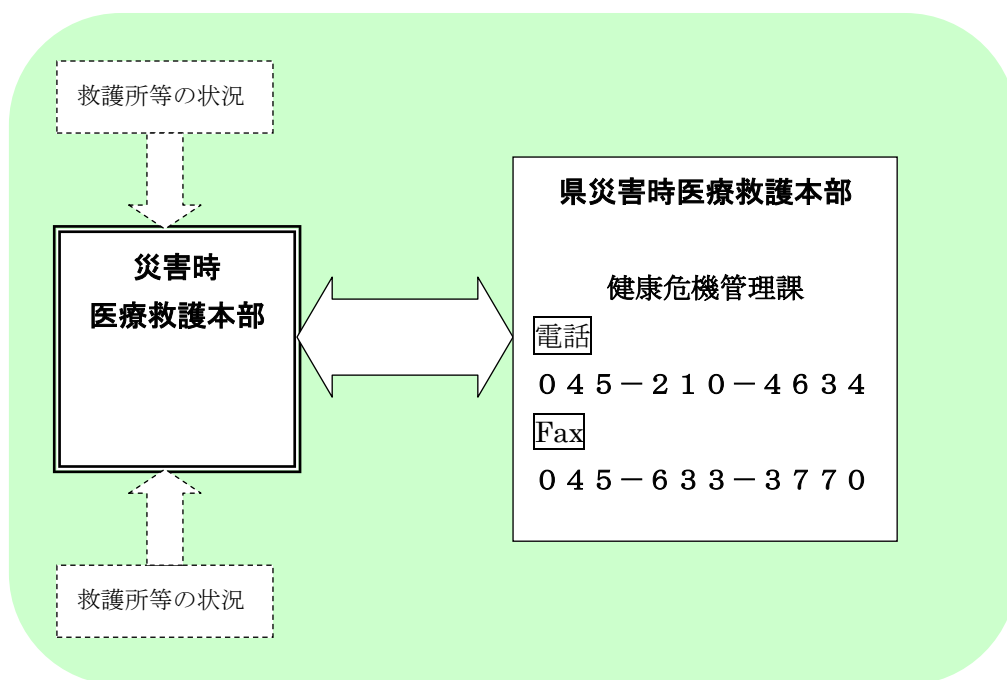 救護所等の状況
災害時
医療救護本部
救護所等の状況
県災害時医療救護本部
健康危機管理課
電話
０４５－２１０－４６３４
Fax
０４５－６３３－３７７０